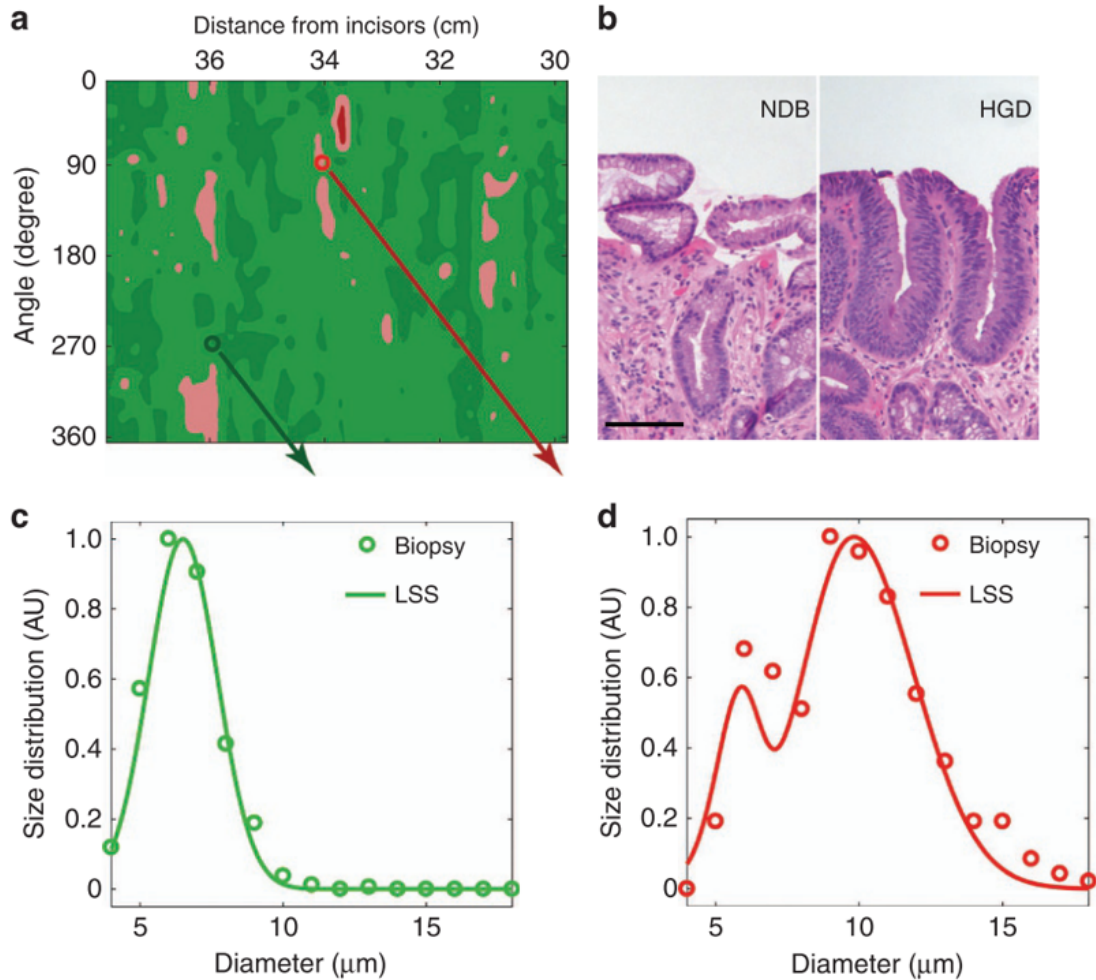 a
Distance from incisors (cm)
36 34 32 30
0
90
180
270
360
Angle (degree)
b
NDB
HGD
c
1.0
0.8
0.6
0.4
0.2
0
Size distribution (AU)
Biopsy
LSS
5 10 15
Diameter (μm)
d
1.0
0.8
0.6
0.4
0.2
0
Size distribution (AU)
Biopsy
LSS
5 10 15
Diameter (μm)